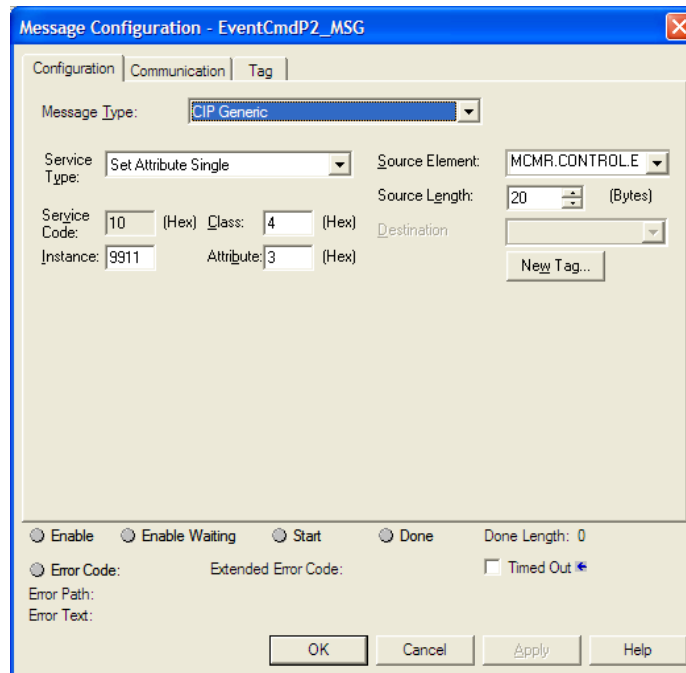 Message Configuration - EventCmdP2_MSG
Configuration Communication Tag
Message Type: CIP Generic
Service Type: Set Attribute Single
Source Element: MCMR.CONTROL.E
Source Length: 20 (Bytes)
Service Code: 10 (Hex) Class: 4 (Hex)
Destination
Instance: 9911 Attribute: 3 (Hex)
New Tag...
Enable Enable Waiting Start Done Done Length: 0
Error Code: Extended Error Code: Timed Out
Error Path:
Error Text:
OK Cancel Apply Help